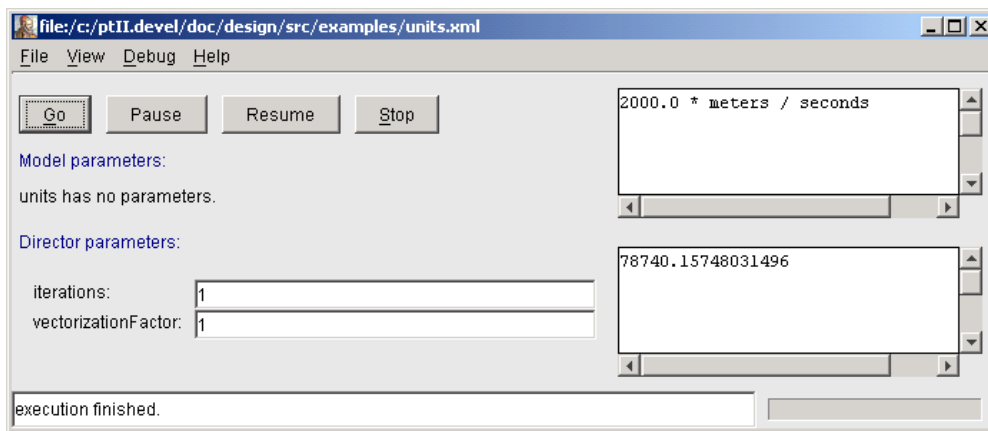 file:/c:/ptII.devel/doc/design/src/examples/units.xml
File View Debug Help
Go Pause Resume Stop
Model parameters:
units has no parameters.
Director parameters:
iterations: 1
vectorizationFactor: 1
2000.0 * meters / seconds
78740.15748031496
execution finished.